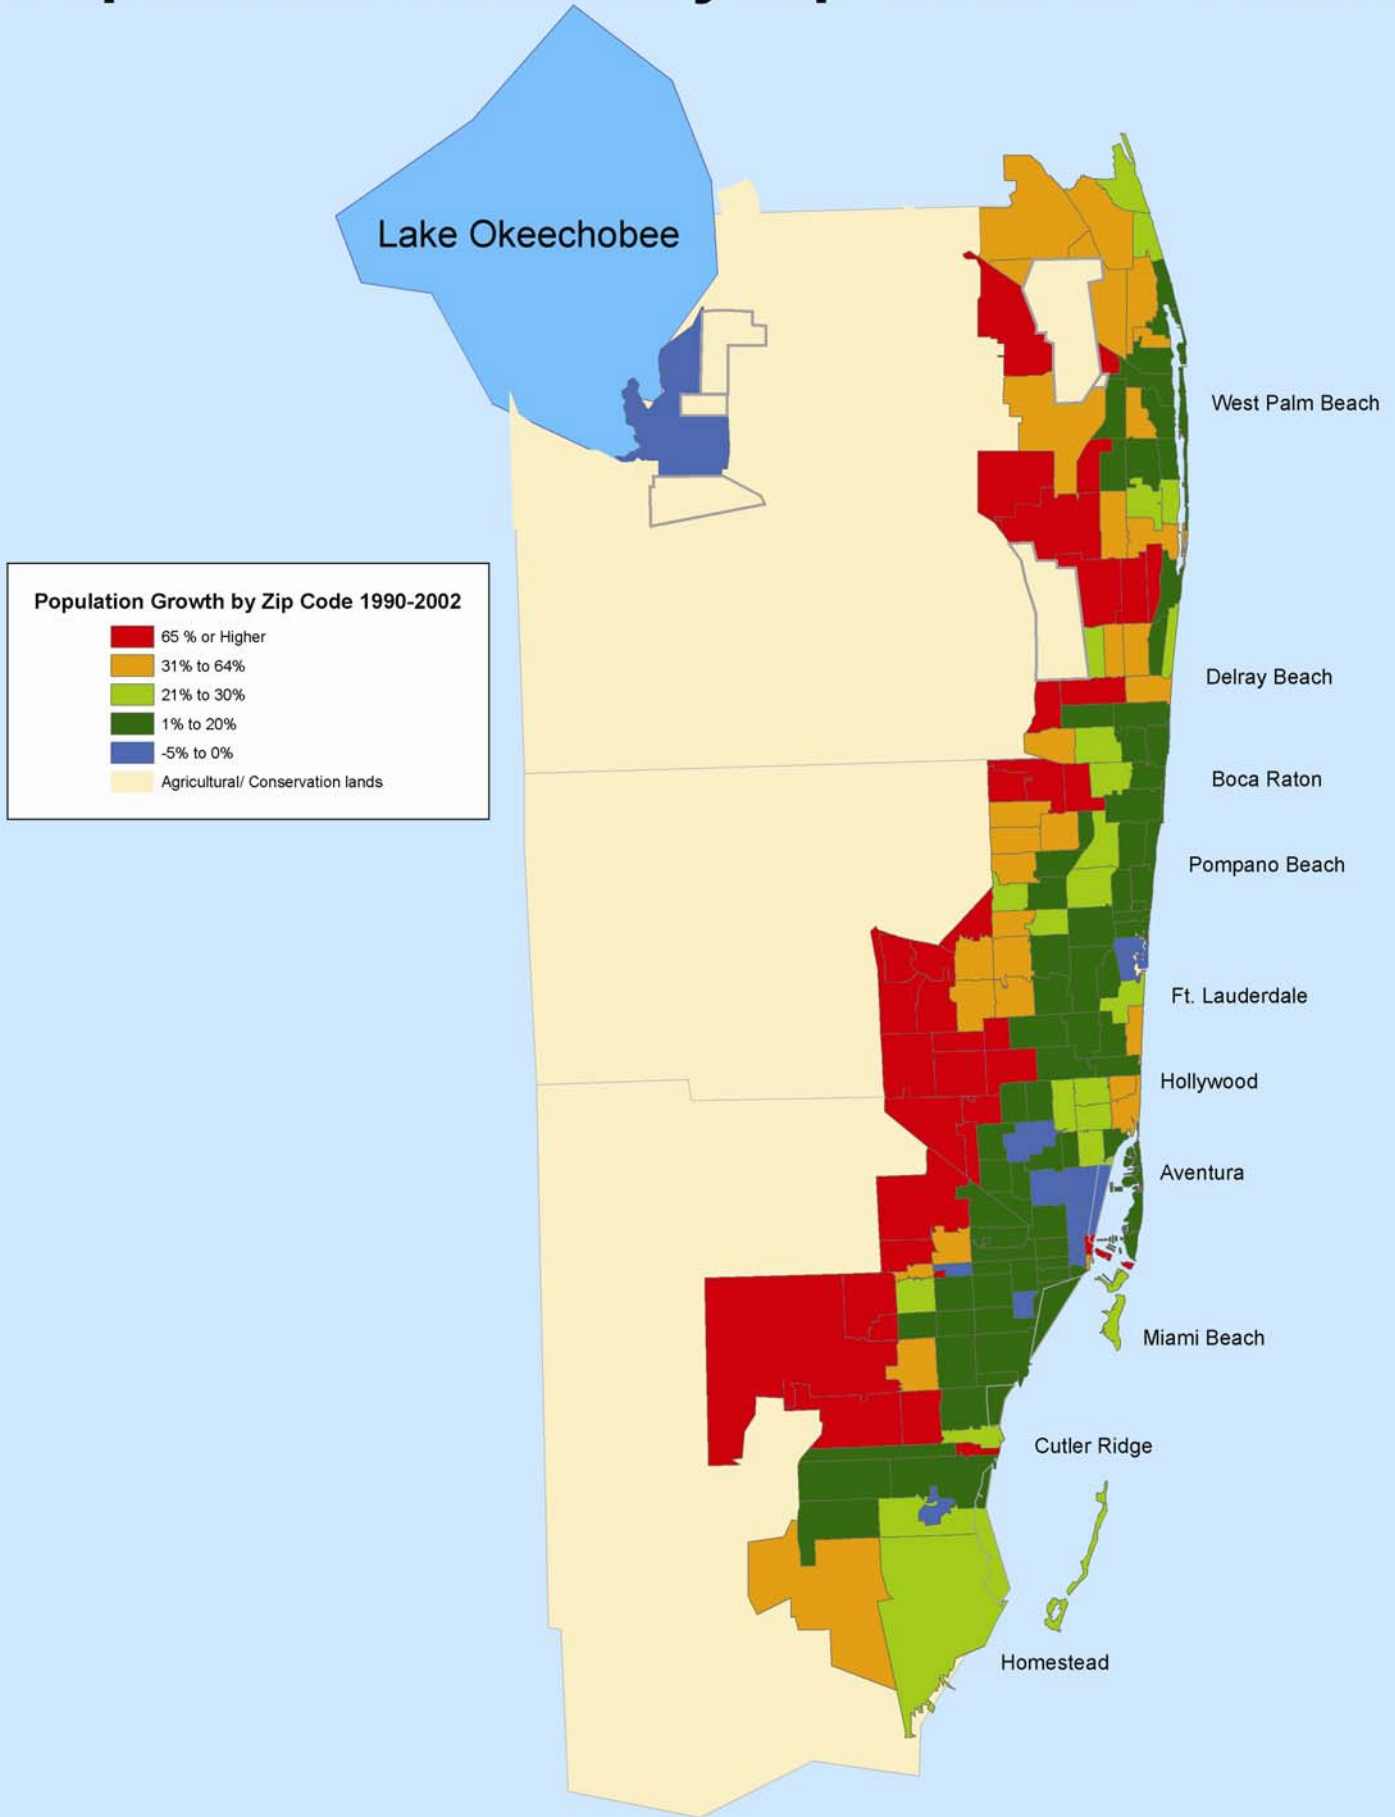 Lake Okeechobee
West Palm Beach
Population Growth by Zip Code 1990-2002
65 % or Higher
31% to 64%
21% to 30%
1% to 20%
-5% to 0%
Agricultural/ Conservation lands
Delray Beach
Boca Raton
Pompano Beach
Ft. Lauderdale
Hollywood
Aventura
Miami Beach
Cutler Ridge
Homestead